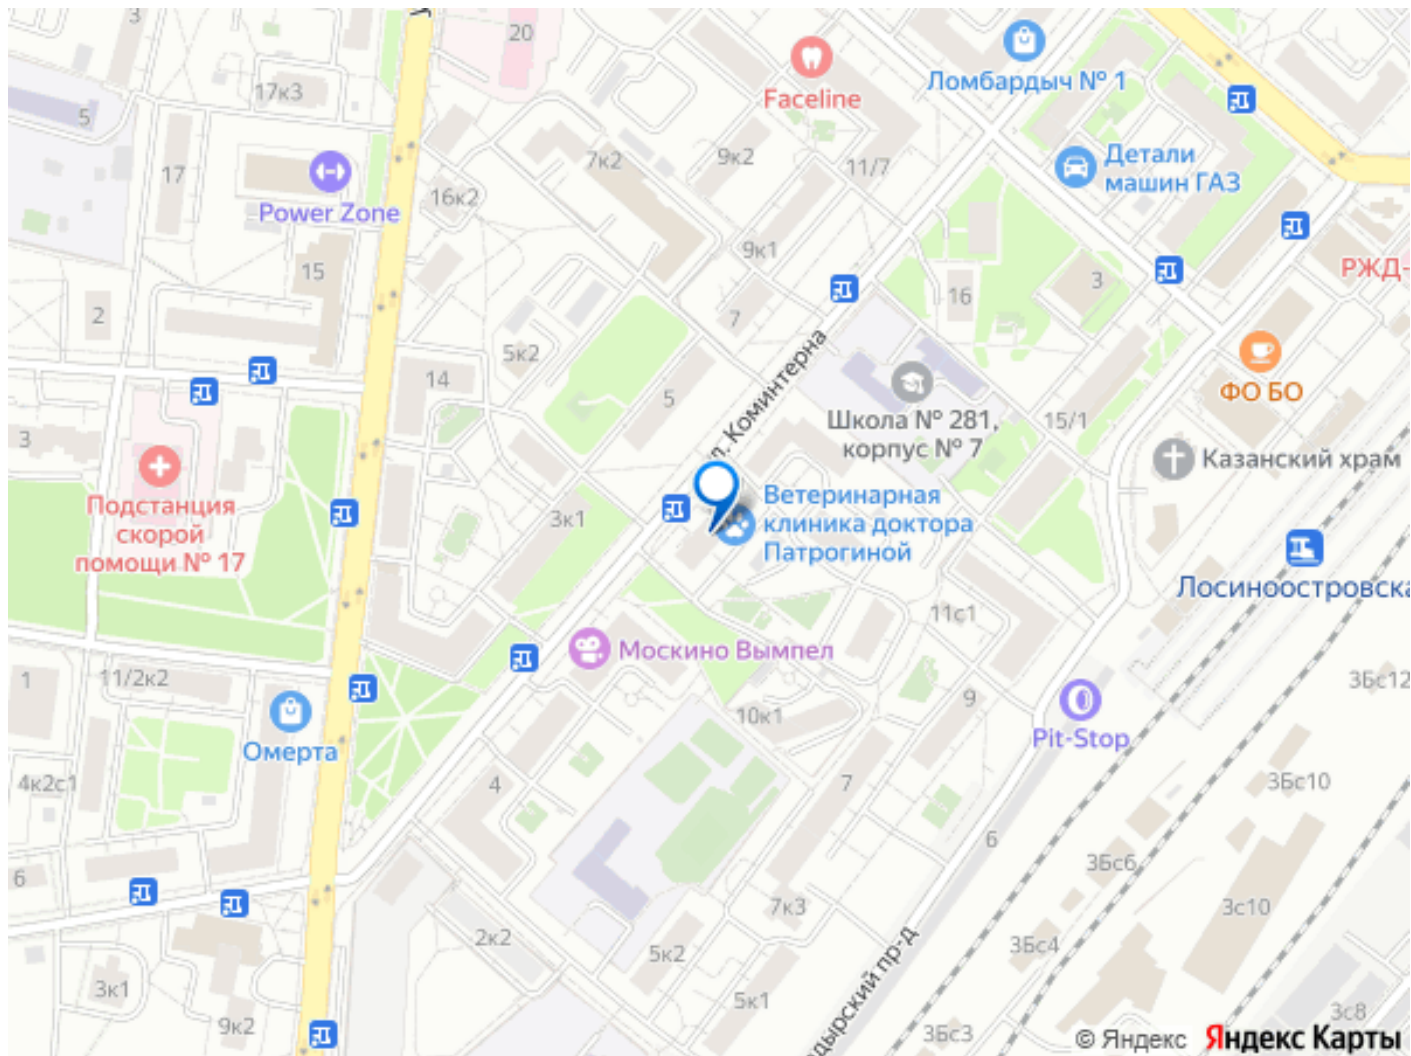 3
20
17к3
5
Faceline
Ломбардыч № 1
17
Power Zone
16к2
7к2
9к2
11/7
Детали
машин ГАЗ
15
9к1
2
7
16
3
РЖД-
5к2
14
5
ул. Коминтерна
Школа № 281,
корпус № 7
15/1
ФО БО
3
Казанский храм
Подстанция
скорой
помощи № 17
3к1
Ветеринарная
клиника доктора
Патрогиной
Лосиноостровска
11с1
Москино Вымпел
1
11/2к2
Омерта
10к1
9
Pit-Stop
3Бс12
4к2с1
4
7
3Бс10
6
6
3Бс6
7к3
3с10
2к2
5к2
3Бс4
3к1
9к2
5к1
дырский пр-д
3Бс3
3с8
© Яндекс Яндекс Карты